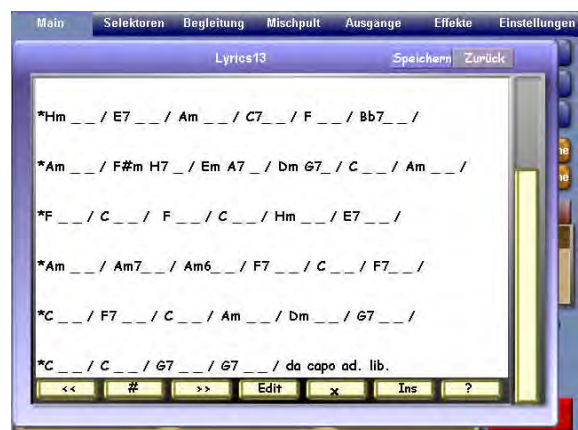 Main Selektoren Begleitung Mischpult Ausgange Effekte Einstellungen
Lyrics13 Speichern Zurück
*Hm _ _ / E7 _ _ / Am _ _ / C7_ _ / F _ _ / Bb7_ _ /
*Am _ _ / F#m H7 _ / Em A7 _ / Dm G7_ / C _ _ / Am _ _ /
*F _ _ / C _ _ / F _ _ / C _ _ / Hm _ _ / E7 _ _ /
*Am _ _ / Am7_ _ / Am6_ _ / F7 _ _ / C _ _ / F7_ _ /
*C _ _ / F7 _ _ / C _ _ / Am _ _ / Dm _ _ / G7 _ _ /
*C _ _ / C _ _ / G7 _ _ / G7 _ _ / da capo ad. lib.
<< # >> Edit x Ins ?